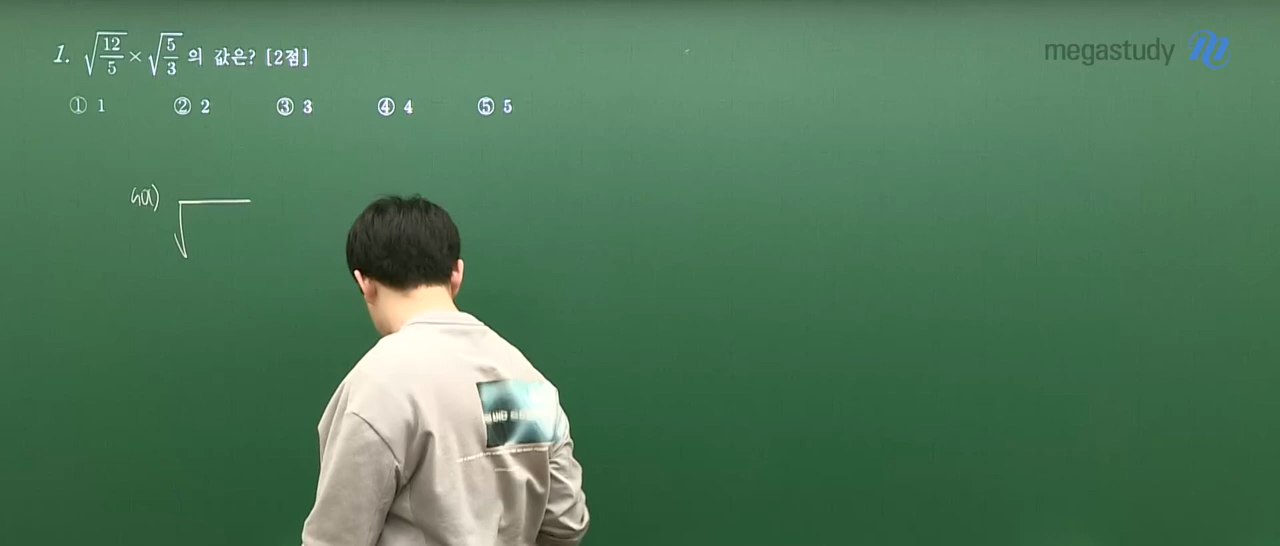 1. √(12/5) × √(5/3) 의 값은? [2점]
① 1 ② 2 ③ 3 ④ 4 ⑤ 5
megastudy